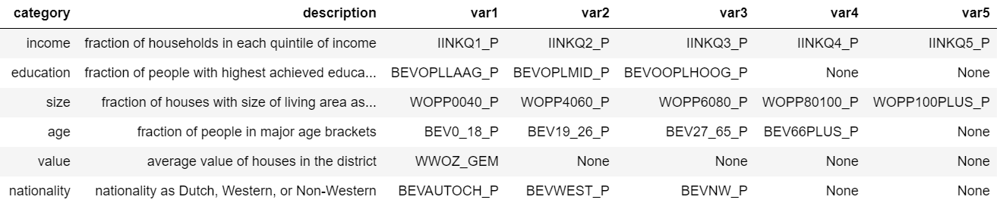 category description var1 var2 var3 var4 var5
income fraction of households in each quintile of income IINKQ1_P IINKQ2_P IINKQ3_P IINKQ4_P IINKQ5_P
education fraction of people with highest achieved educa... BEVOPLLAAG_P BEVOPLMID_P BEVOOPLHOOG_P None None
size fraction of houses with size of living area as... WOPP0040_P WOPP4060_P WOPP6080_P WOPP80100_P WOPP100PLUS_P
age fraction of people in major age brackets BEV0_18_P BEV19_26_P BEV27_65_P BEV66PLUS_P None
value average value of houses in the district WWOZ_GEM None None None None
nationality nationality as Dutch, Western, or Non-Western BEVAUTOCH_P BEVWEST_P BEVNW_P None None